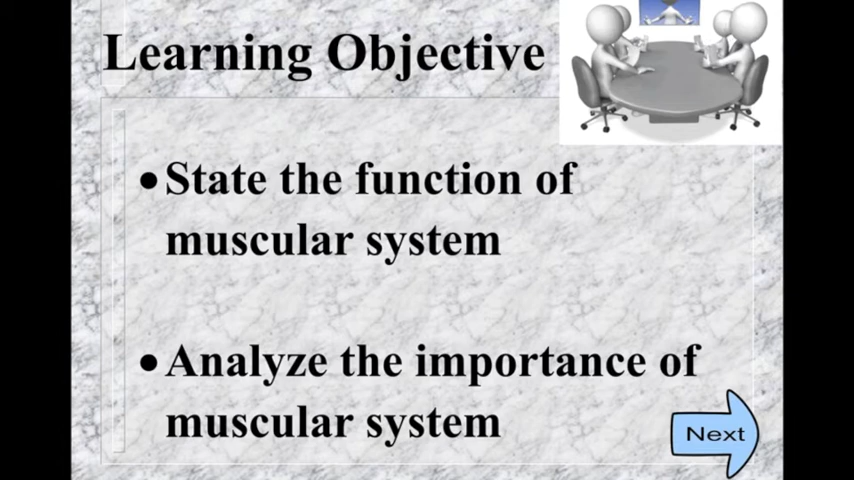 Learning Objective
•State the function of
muscular system
•Analyze the importance of
muscular system
Next